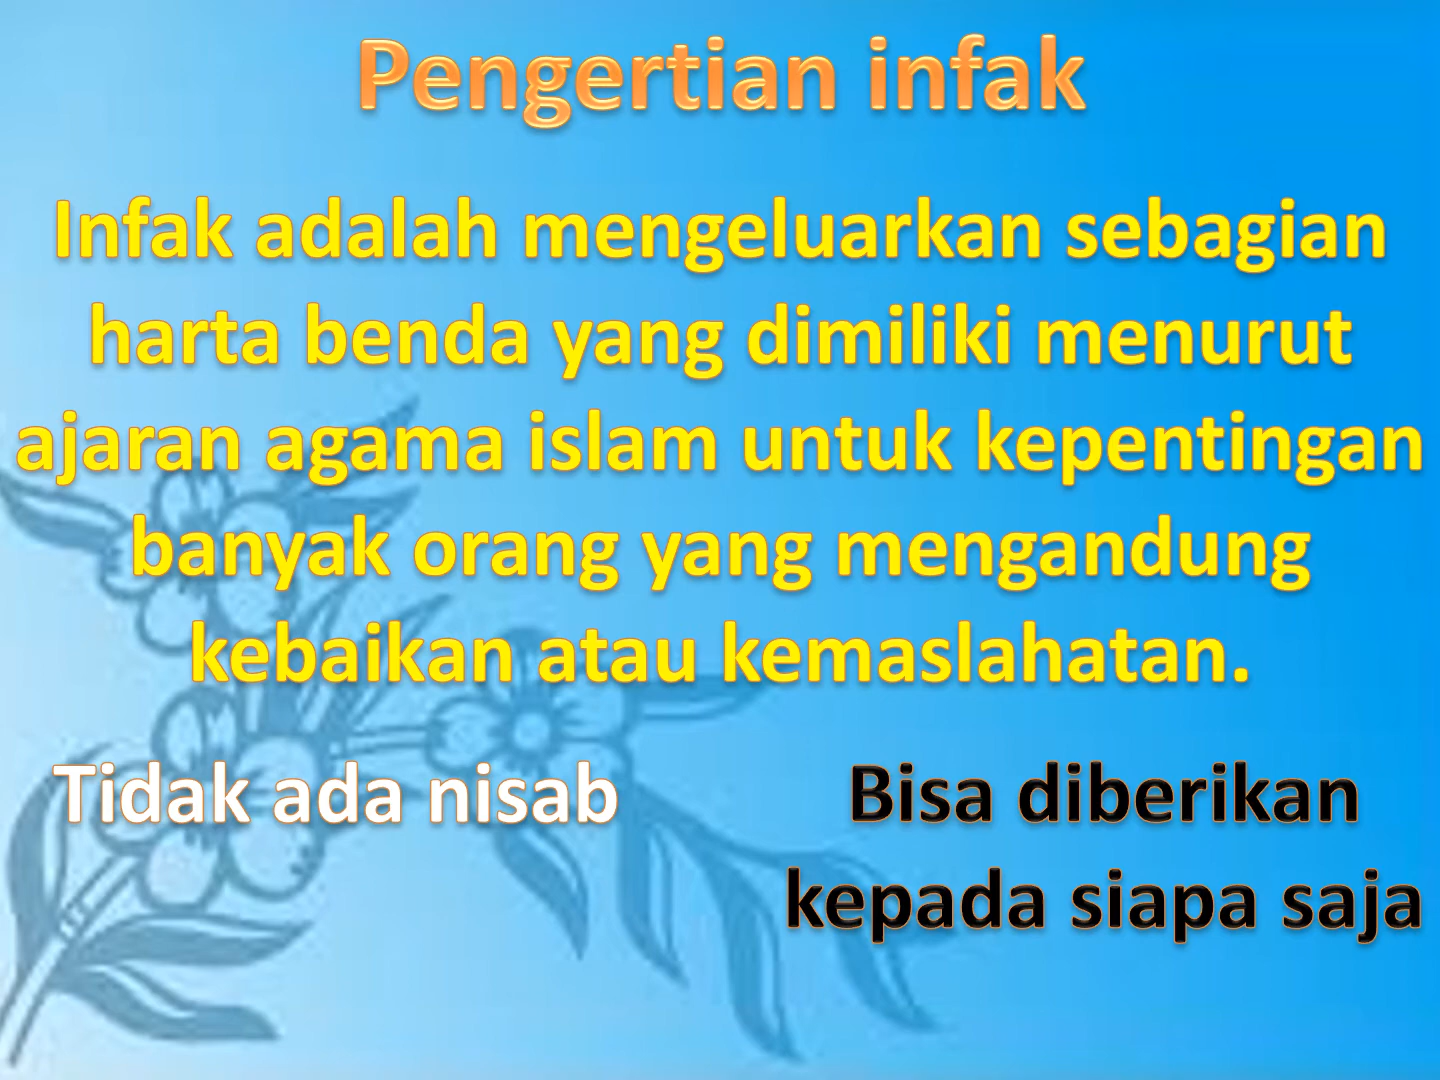 Pengertian infak
Infak adalah mengeluarkan sebagian
harta benda yang dimiliki menurut
ajaran agama islam untuk kepentingan
banyak orang yang mengandung
kebaikan atau kemaslahatan.
Tidak ada nisab
Bisa diberikan
kepada siapa saja